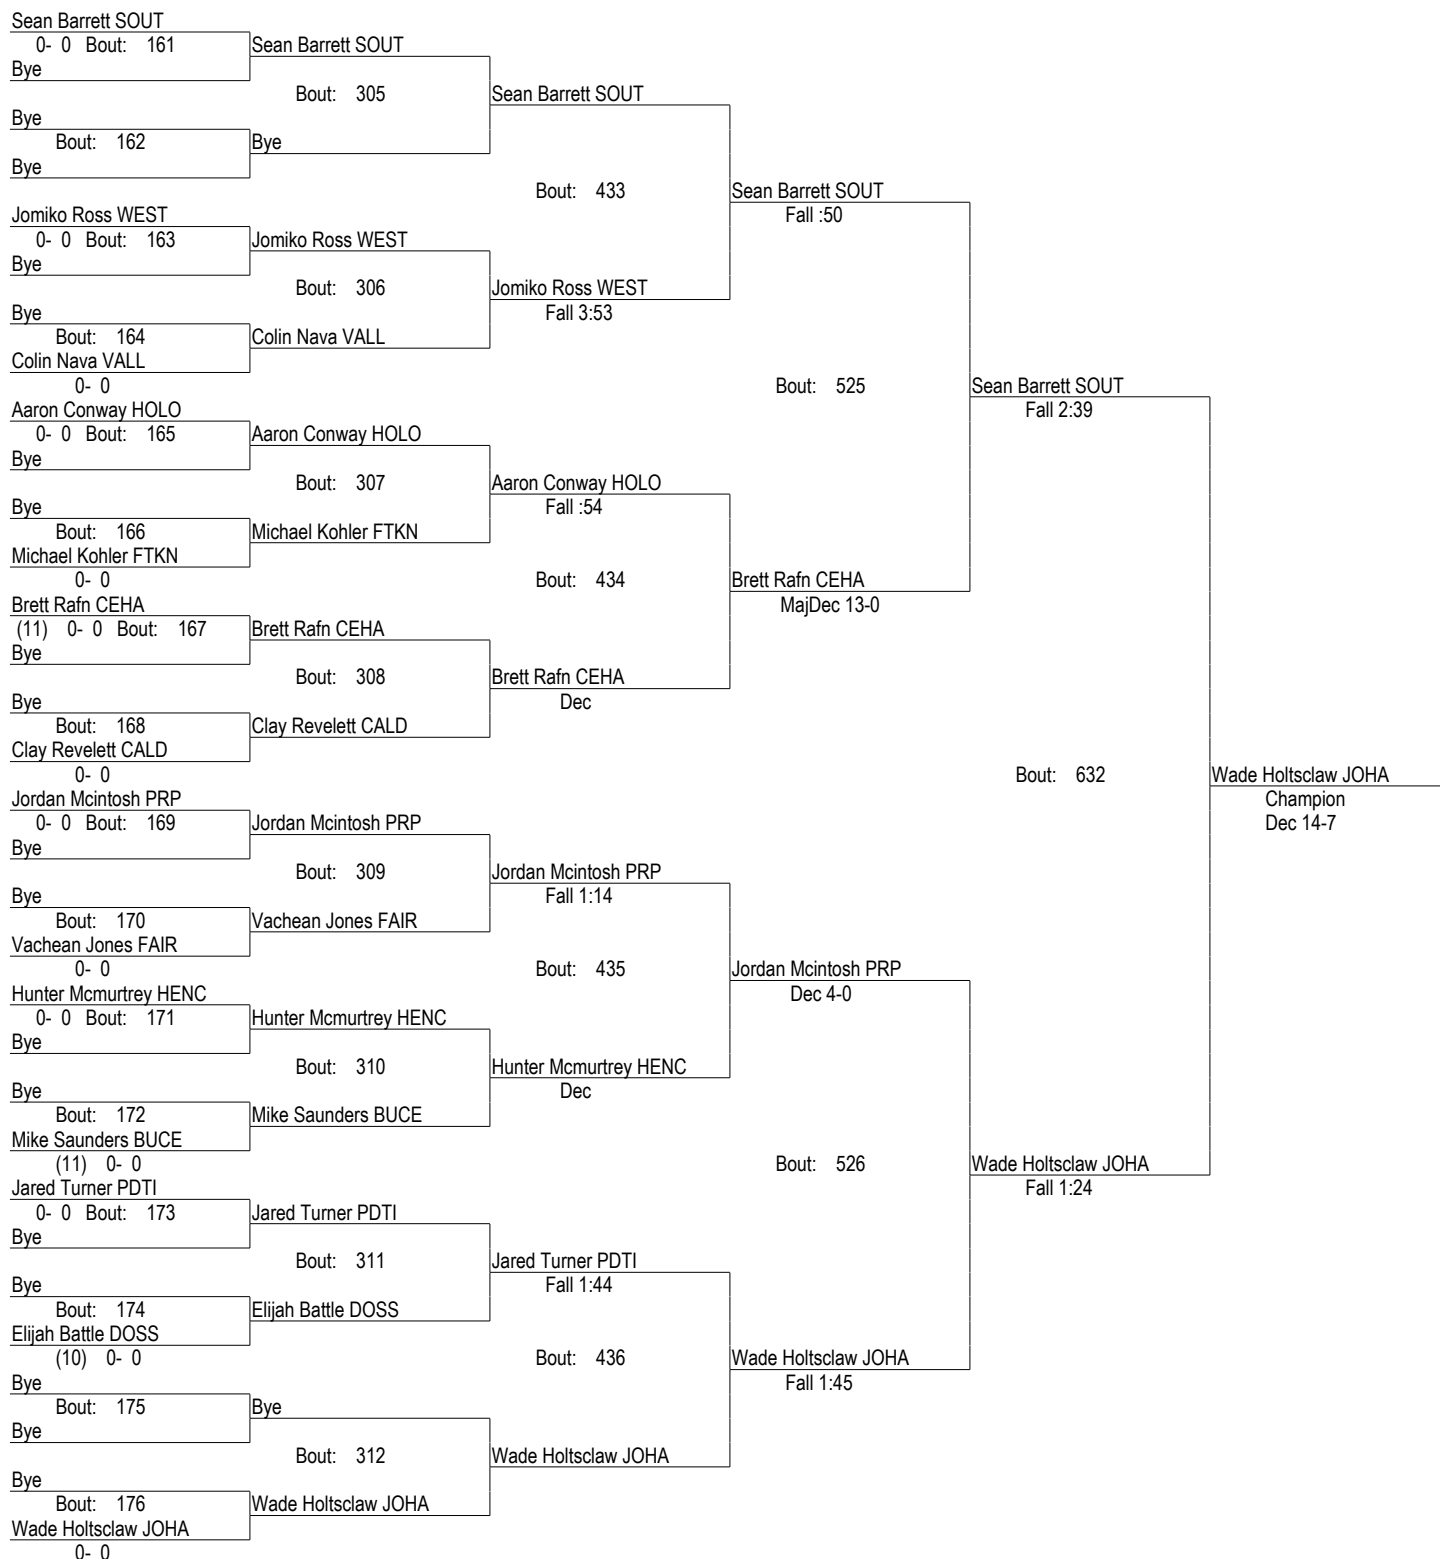 Sean Barrett SOUT
0- 0 Bout: 161 Sean Barrett SOUT
Bye
Bout: 305 Sean Barrett SOUT
Bye
Bout: 162 Bye
Bye
Bout: 433 Sean Barrett SOUT
Jomiko Ross WEST Fall :50
0- 0 Bout: 163 Jomiko Ross WEST
Bye
Bout: 306 Jomiko Ross WEST
Bye Fall 3:53
Bout: 164 Colin Nava VALL
Colin Nava VALL
0- 0 Bout: 525 Sean Barrett SOUT
Aaron Conway HOLO Fall 2:39
0- 0 Bout: 165 Aaron Conway HOLO
Bye
Bout: 307 Aaron Conway HOLO
Bye Fall :54
Bout: 166 Michael Kohler FTKN
Michael Kohler FTKN
0- 0 Bout: 434 Brett Rafn CEHA
Brett Rafn CEHA MajDec 13-0
(11) 0- 0 Bout: 167 Brett Rafn CEHA
Bye
Bout: 308 Brett Rafn CEHA
Bye Dec
Bout: 168 Clay Revelett CALD
Clay Revelett CALD
0- 0 Bout: 632 Wade Holtsclaw JOHA
Jordan Mcintosh PRP Champion
0- 0 Bout: 169 Jordan Mcintosh PRP Dec 14-7
Bye
Bout: 309 Jordan Mcintosh PRP
Bye Fall 1:14
Bout: 170 Vachean Jones FAIR
Vachean Jones FAIR
0- 0 Bout: 435 Jordan Mcintosh PRP
Hunter Mcmurtrey HENC Dec 4-0
0- 0 Bout: 171 Hunter Mcmurtrey HENC
Bye
Bout: 310 Hunter Mcmurtrey HENC
Bye Dec
Bout: 172 Mike Saunders BUCE
Mike Saunders BUCE
(11) 0- 0 Bout: 526 Wade Holtsclaw JOHA
Jared Turner PDTI Fall 1:24
0- 0 Bout: 173 Jared Turner PDTI
Bye
Bout: 311 Jared Turner PDTI
Bye Fall 1:44
Bout: 174 Elijah Battle DOSS
Elijah Battle DOSS
(10) 0- 0 Bout: 436 Wade Holtsclaw JOHA
Bye Fall 1:45
Bout: 175 Bye
Bye
Bout: 312 Wade Holtsclaw JOHA
Bye
Bout: 176 Wade Holtsclaw JOHA
Wade Holtsclaw JOHA
0- 0